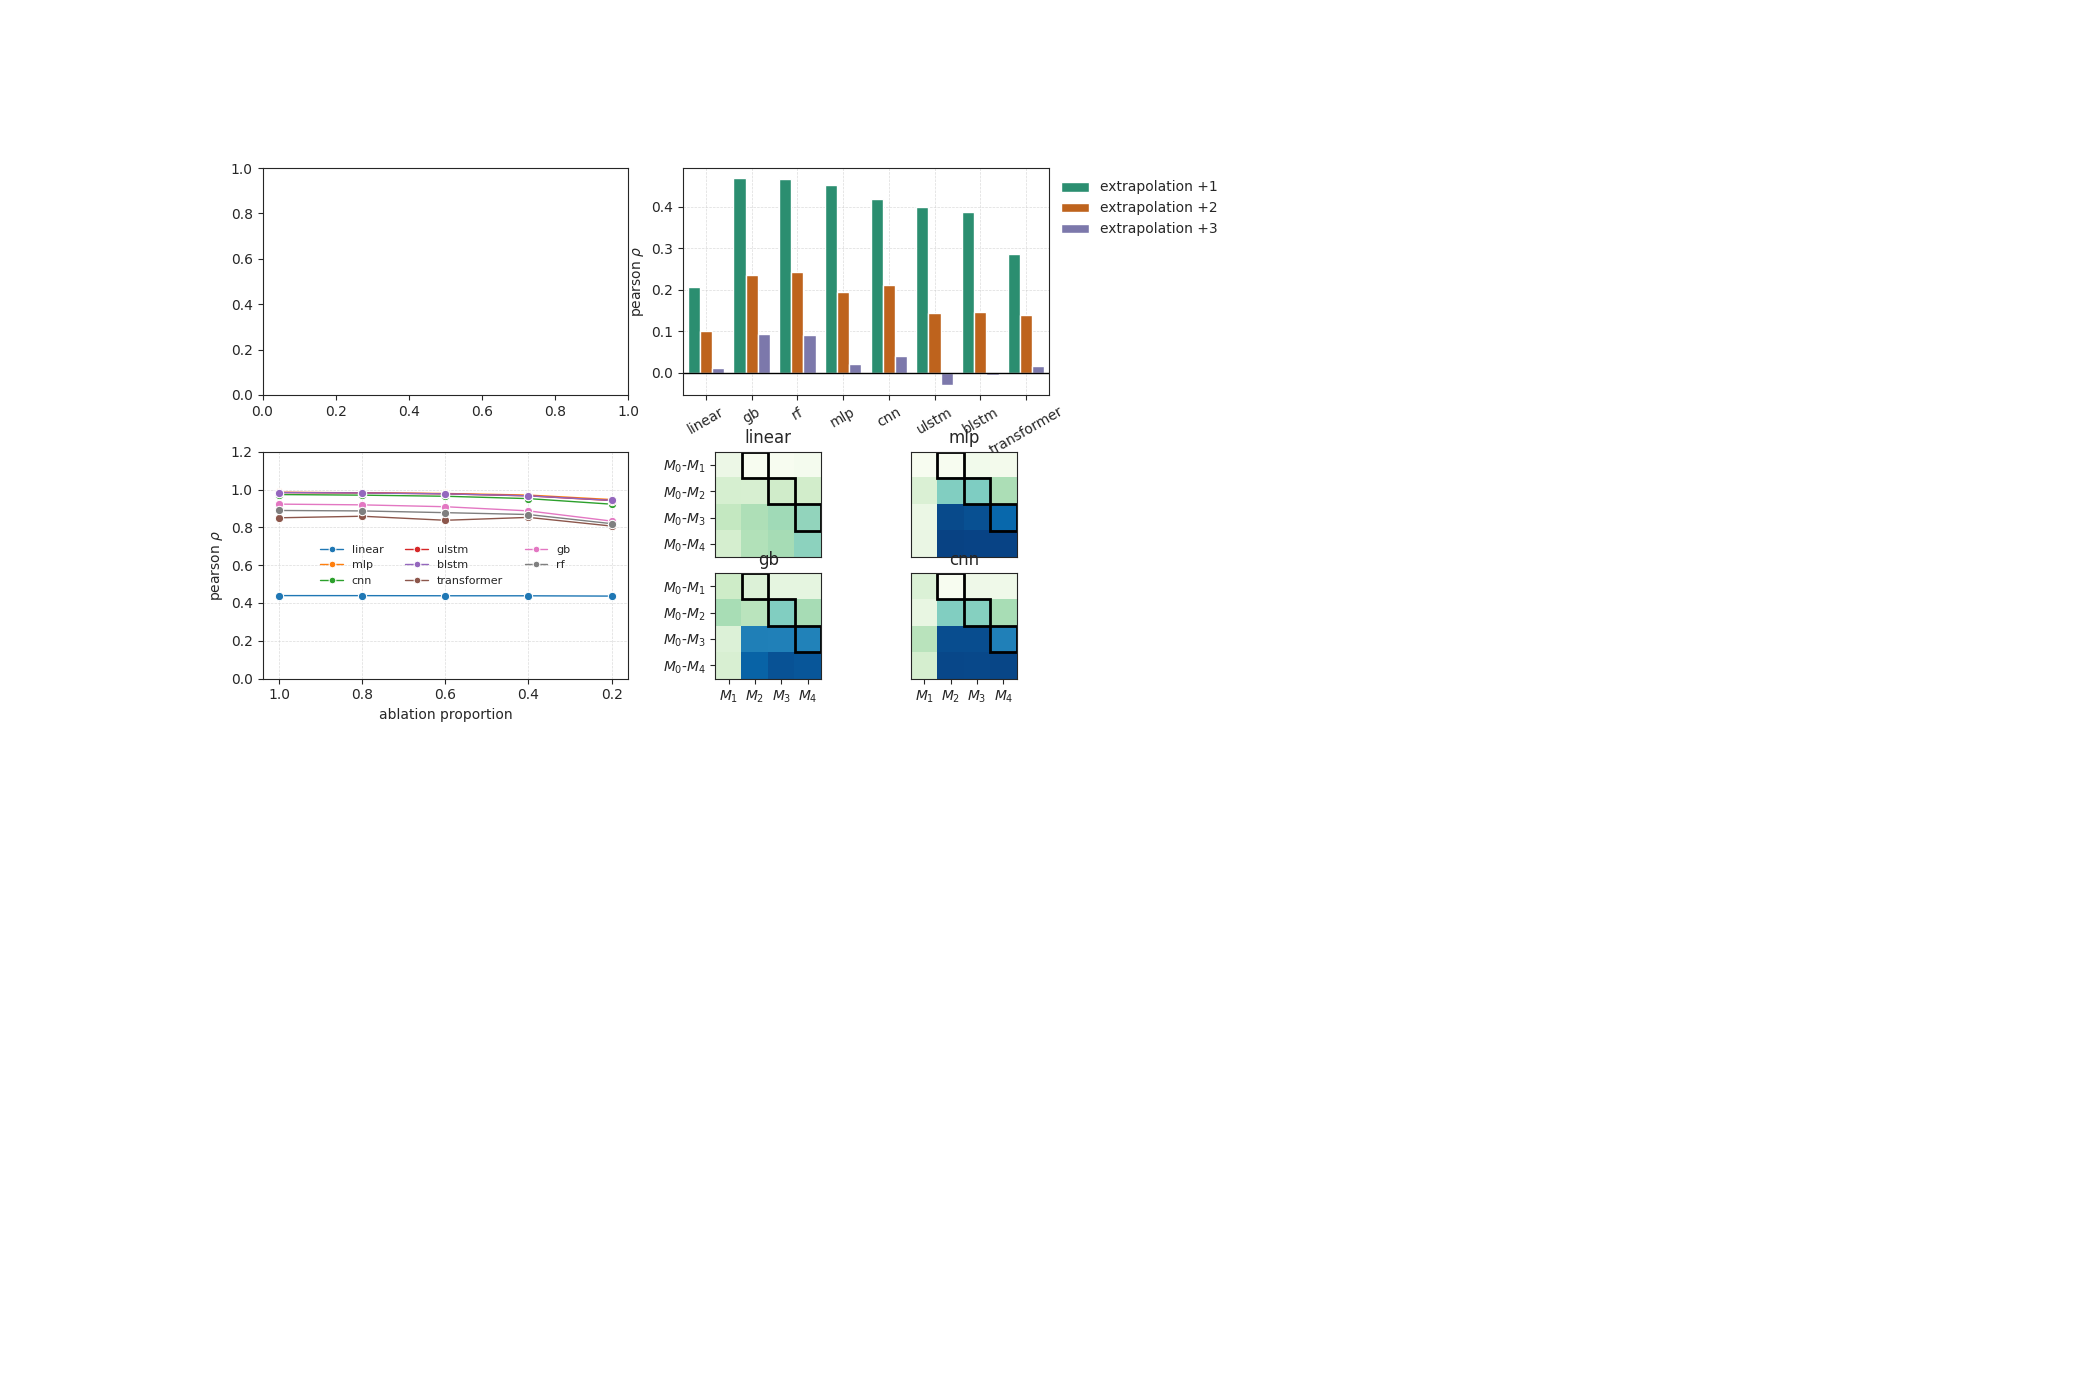 1.0
0.8
0.6
0.4
0.2
0.0
0.0 0.2 0.4 0.6 0.8 1.0
pearson ρ
0.4
0.3
0.2
0.1
0.0
linear gb rf mlp cnn ulstm blstm transformer
extrapolation +1
extrapolation +2
extrapolation +3
pearson ρ
1.2
1.0
0.8
0.6
0.4
0.2
0.0
linear ulstm gb
mlp blstm rf
cnn transformer
1.0 0.8 0.6 0.4 0.2
ablation proportion
linear
M₀-M₁
M₀-M₂
M₀-M₃
M₀-M₄
mlp
gb
M₀-M₁
M₀-M₂
M₀-M₃
M₀-M₄
M₁ M₂ M₃ M₄
cnn
M₁ M₂ M₃ M₄